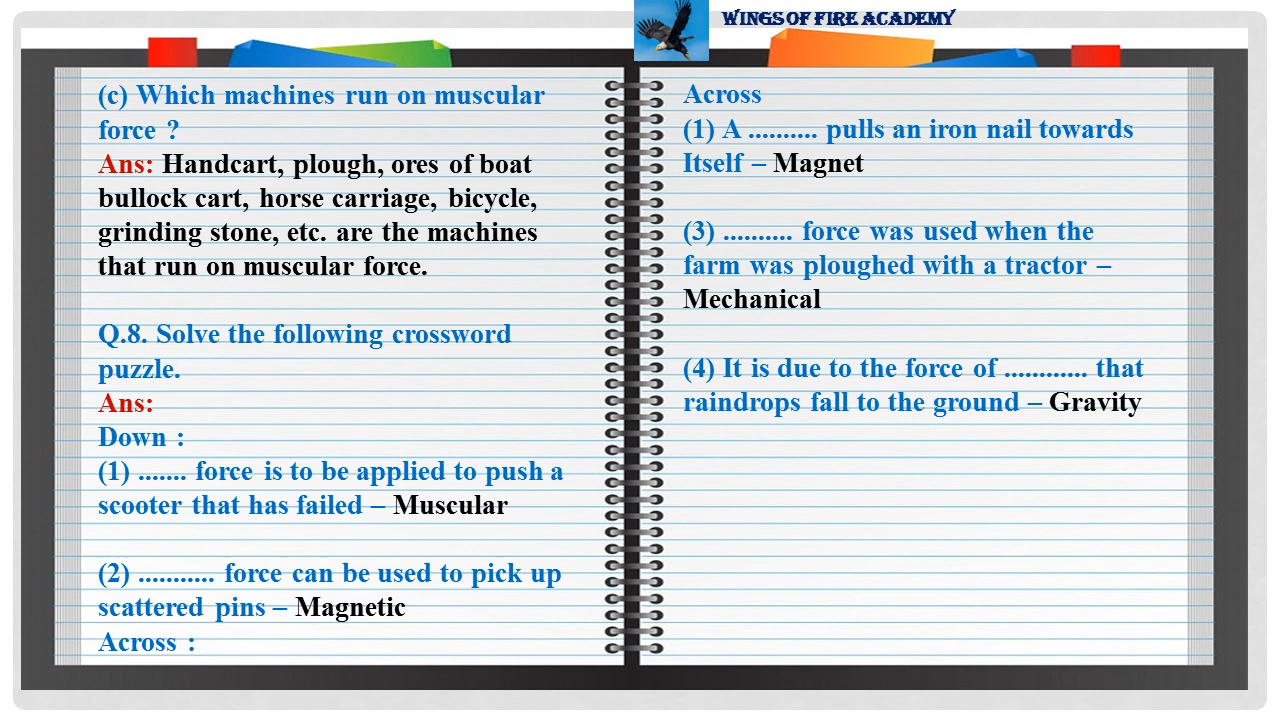 WINGS OF FIRE ACADEMY
(c) Which machines run on muscular
force ?
Ans: Handcart, plough, ores of boat
bullock cart, horse carriage, bicycle,
grinding stone, etc. are the machines
that run on muscular force.
Q.8. Solve the following crossword
puzzle.
Ans:
Down :
(1) ....... force is to be applied to push a
scooter that has failed – Muscular
(2) ........... force can be used to pick up
scattered pins – Magnetic
Across :
Across
(1) A .......... pulls an iron nail towards
Itself – Magnet
(3) .......... force was used when the
farm was ploughed with a tractor –
Mechanical
(4) It is due to the force of ............ that
raindrops fall to the ground – Gravity